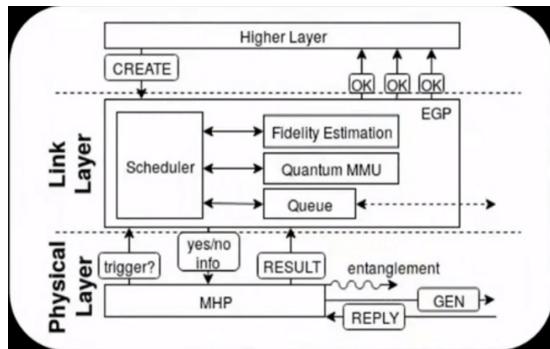 Higher Layer
CREATE
OK
OK
OK
EGP
Link
Layer
Scheduler
Fidelity Estimation
Quantum MMU
Queue
Physical
Layer
trigger?
yes/no
info
RESULT
entanglement
MHP
GEN
REPLY